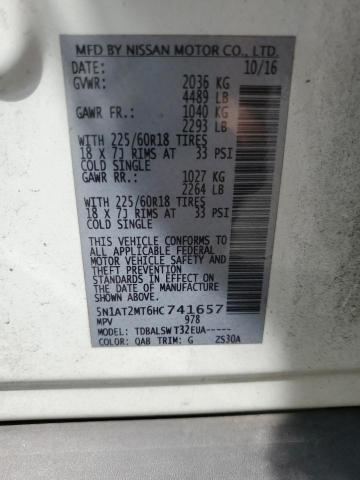 MFD BY NISSAN MOTOR CO., LTD.
DATE: 10/16
GVWR: 2036 KG
4489 LB
GAWR FR.: 1040 KG
2293 LB
WITH 225/60R18 TIRES
18 X 7J RIMS AT 33 PSI
COLD SINGLE
GAWR RR.: 1027 KG
2264 LB
WITH 225/60R18 TIRES
18 X 7J RIMS AT 33 PSI
COLD SINGLE
THIS VEHICLE CONFORMS TO
ALL APPLICABLE FEDERAL
MOTOR VEHICLE SAFETY AND
THEFT PREVENTION
STANDARDS IN EFFECT ON
THE DATE OF MANUFACTURE
SHOWN ABOVE.
5N1AT2MT6HC741657
MPV 978
MODEL: TDBALSWT32EUA-----
COLOR: QAB TRIM: G ZS30A